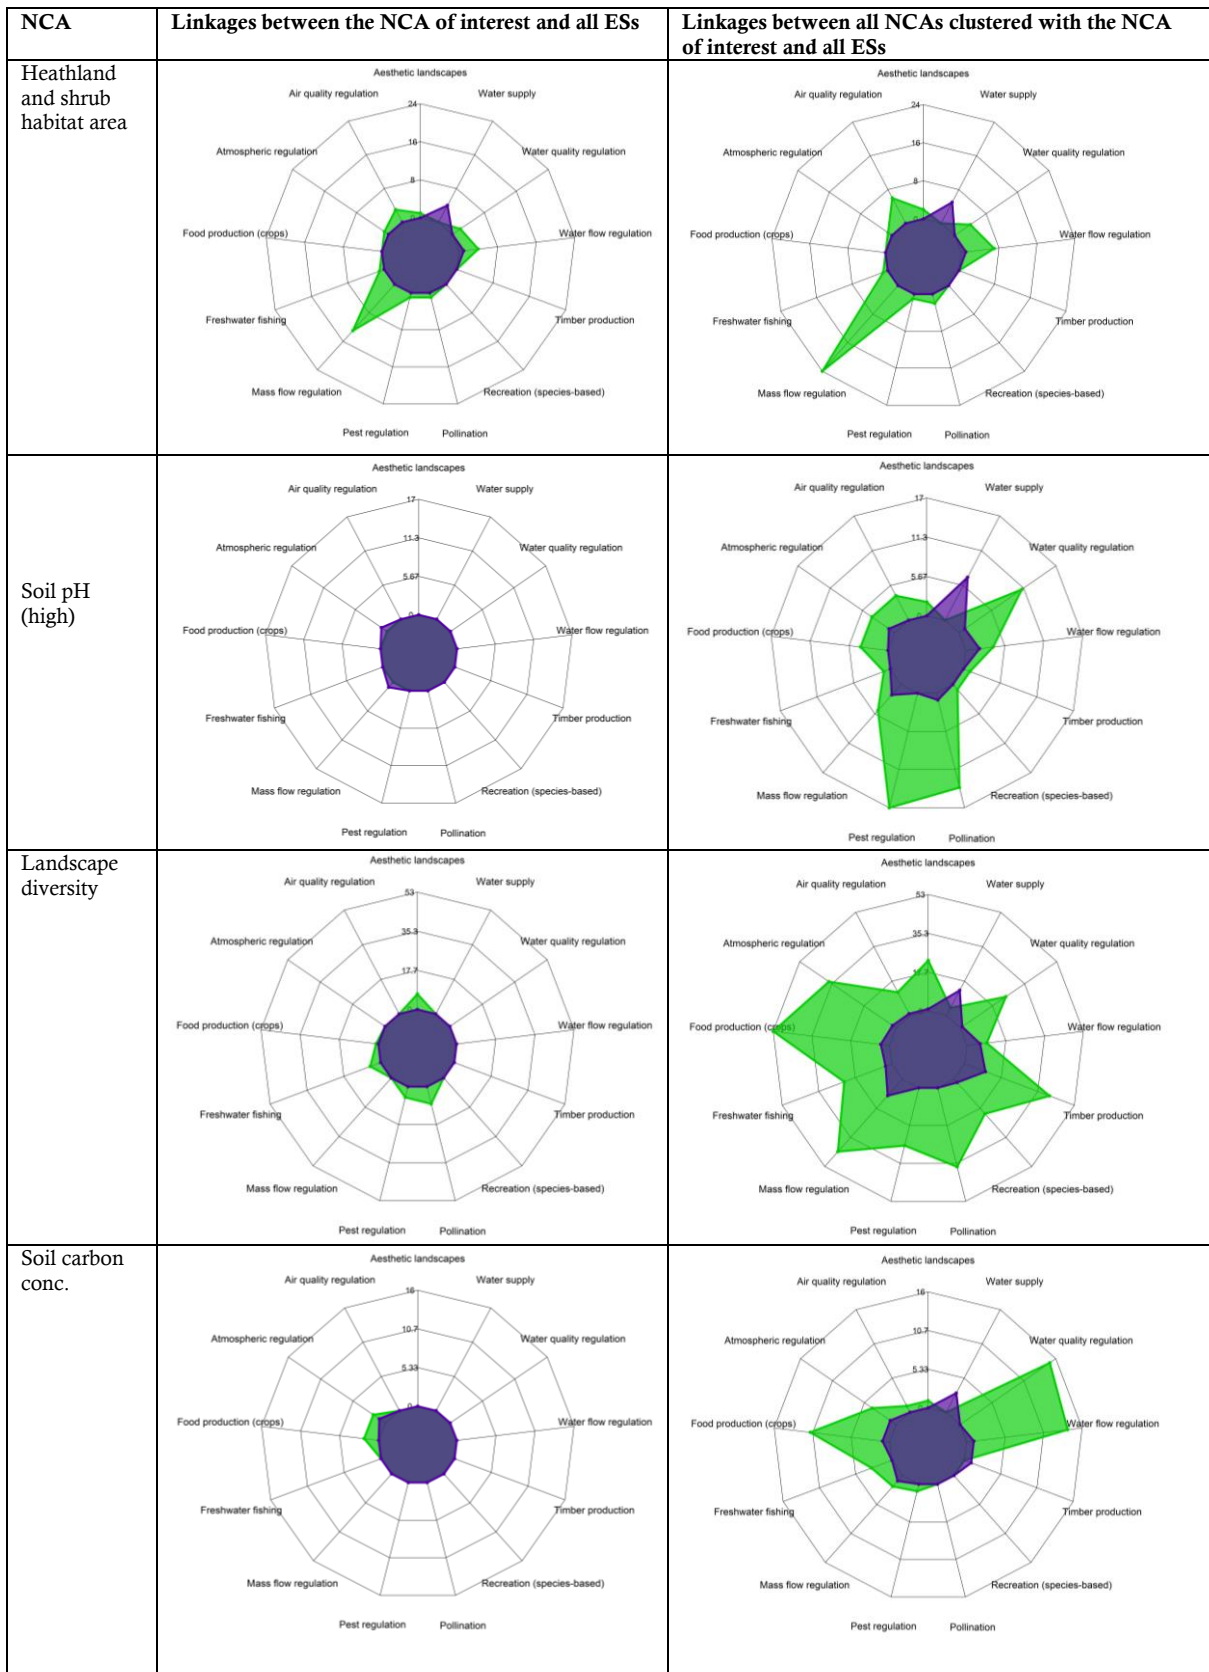 NCA
Linkages between the NCA of interest and all ESs
Linkages between all NCAs clustered with the NCA
of interest and all ESs
Heathland
and shrub
habitat area
Aesthetic landscapes
Air quality regulation
Water supply
24
Atmospheric regulation
16
Water quality regulation
8
0
Food production (crops)
Water flow regulation
Freshwater fishing
Timber production
Mass flow regulation
Recreation (species-based)
Pest regulation
Pollination
Aesthetic landscapes
Air quality regulation
Water supply
24
Atmospheric regulation
16
Water quality regulation
8
Food production (crops)
Water flow regulation
Freshwater fishing
Timber production
Mass flow regulation
Recreation (species-based)
Pest regulation
Pollination
Soil pH
(high)
Aesthetic landscapes
Air quality regulation
Water supply
17
Atmospheric regulation
11.3
Water quality regulation
5.67
0
Food production (crops)
Water flow regulation
Freshwater fishing
Timber production
Mass flow regulation
Recreation (species-based)
Pest regulation
Pollination
Aesthetic landscapes
Air quality regulation
Water supply
17
Atmospheric regulation
11.3
Water quality regulation
5.67
0
Food production (crops)
Water flow regulation
Freshwater fishing
Timber production
Mass flow regulation
Recreation (species-based)
Pest regulation
Pollination
Landscape
diversity
Aesthetic landscapes
Air quality regulation
Water supply
53
Atmospheric regulation
35.3
Water quality regulation
17.7
Food production (crops)
Water flow regulation
Freshwater fishing
Timber production
Mass flow regulation
Recreation (species-based)
Pest regulation
Pollination
Aesthetic landscapes
Air quality regulation
Water supply
53
Atmospheric regulation
35.3
Water quality regulation
17.7
Food production (crops)
Water flow regulation
Freshwater fishing
Timber production
Mass flow regulation
Recreation (species-based)
Pest regulation
Pollination
Soil carbon
conc.
Aesthetic landscapes
Air quality regulation
Water supply
16
Atmospheric regulation
10.7
Water quality regulation
5.33
0
Food production (crops)
Water flow regulation
Freshwater fishing
Timber production
Mass flow regulation
Recreation (species-based)
Pest regulation
Pollination
Aesthetic landscapes
Air quality regulation
Water supply
16
Atmospheric regulation
10.7
Water quality regulation
5.33
Food production (crops)
Water flow regulation
Freshwater fishing
Timber production
Mass flow regulation
Recreation (species-based)
Pest regulation
Pollination